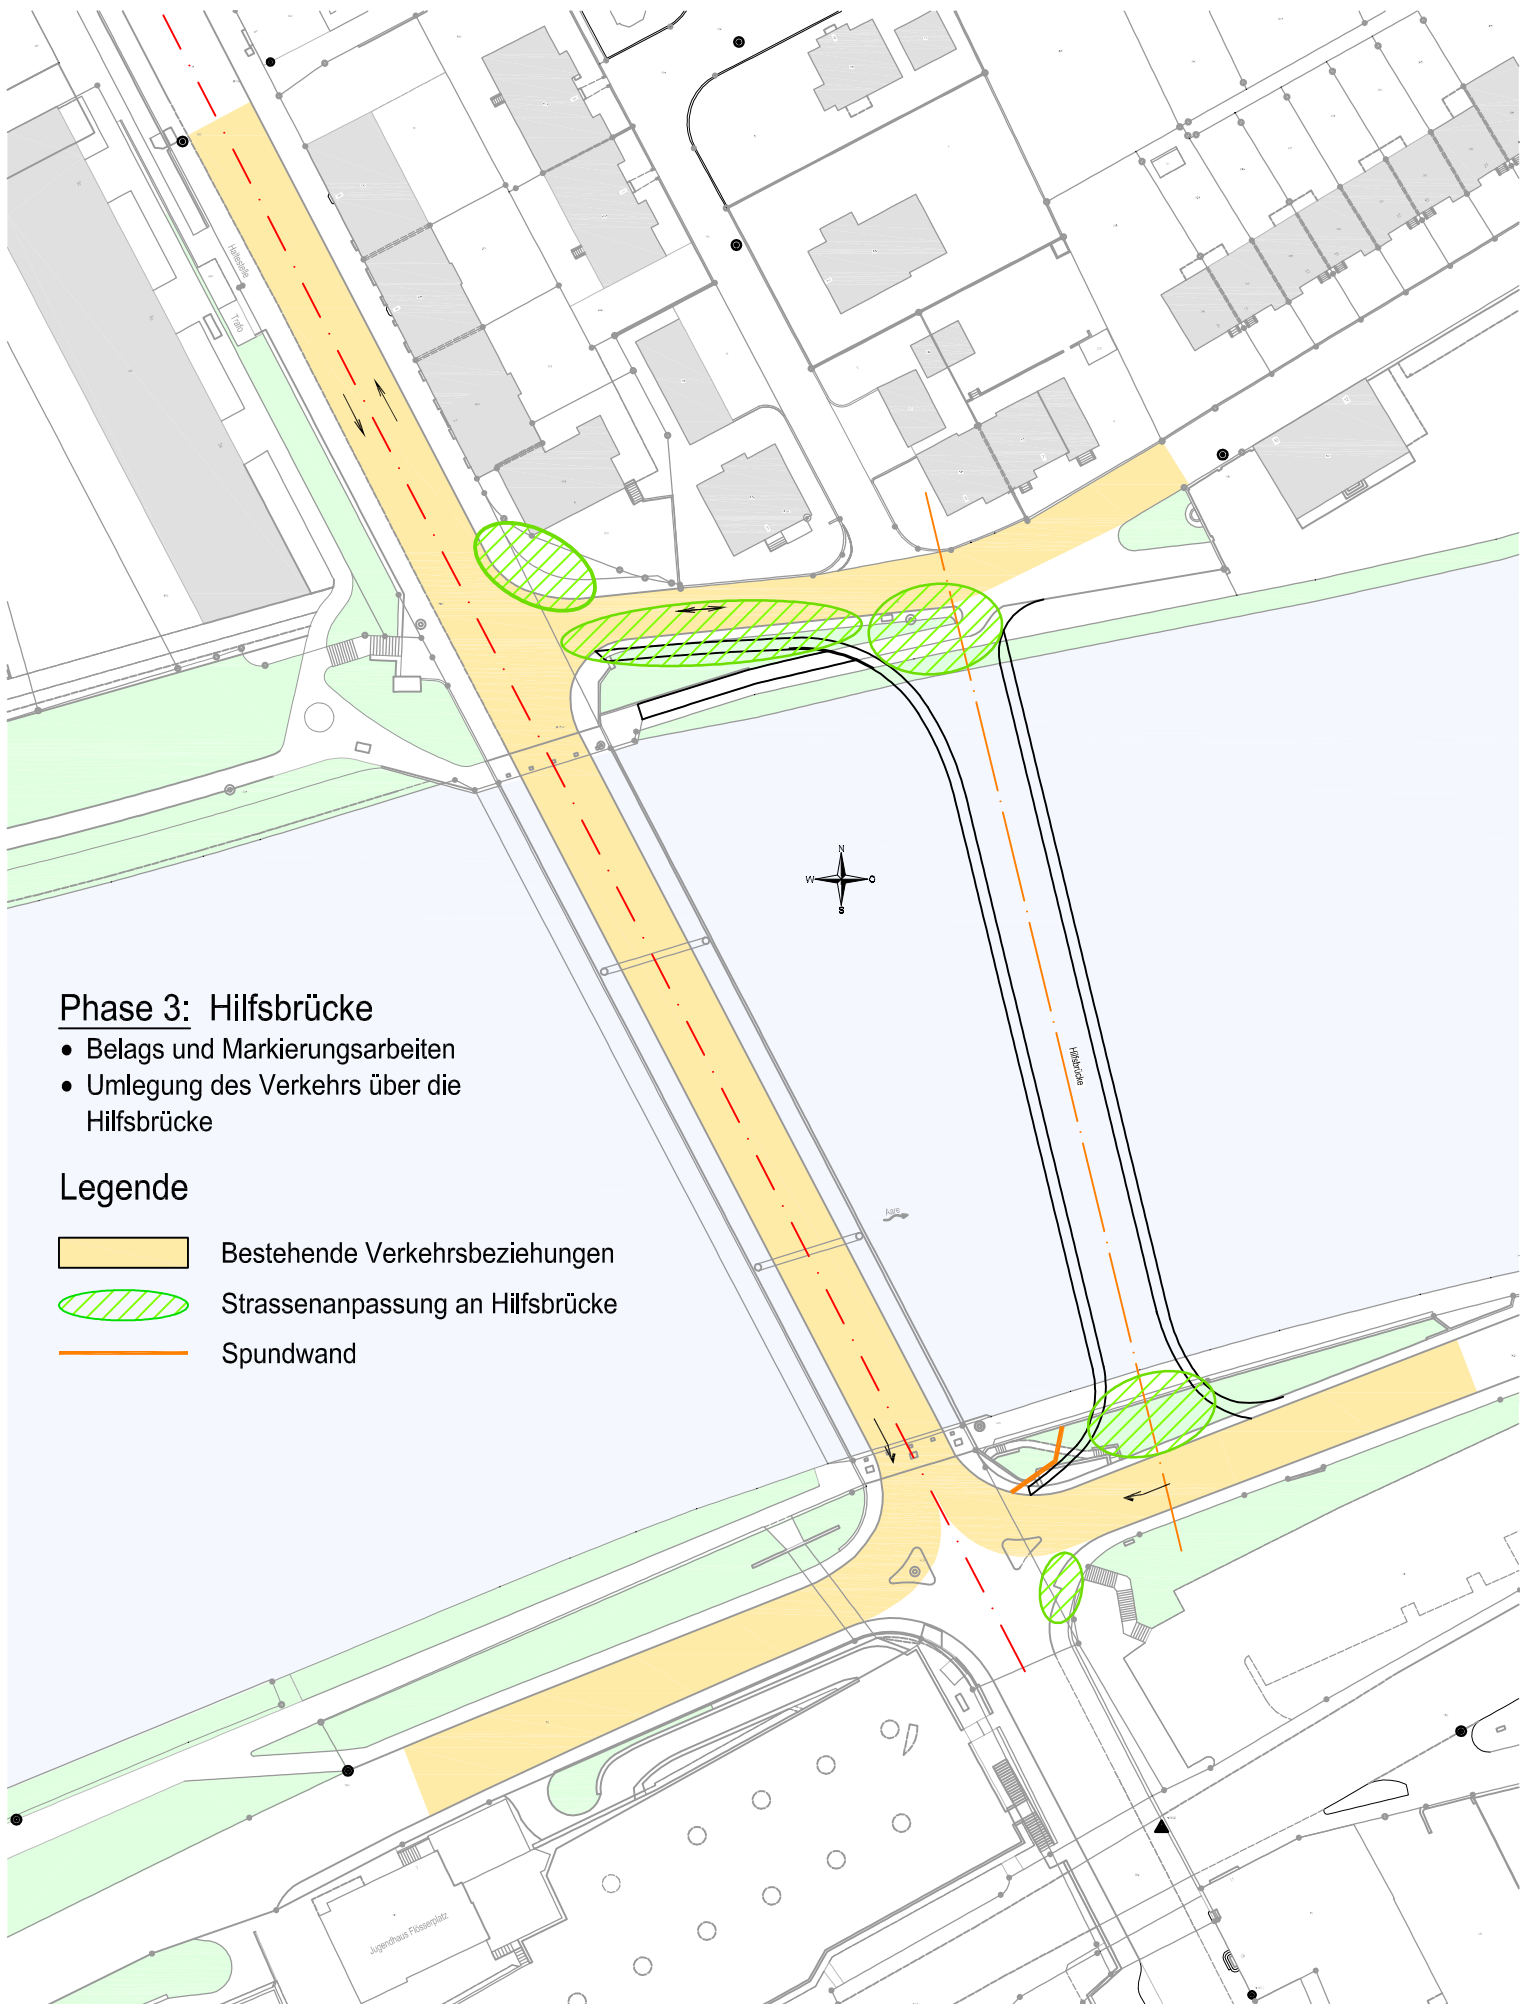 Haltestelle
Trafo
N
W O
S
Phase 3: Hilfsbrücke
• Belags und Markierungsarbeiten
• Umlegung des Verkehrs über die
Hilfsbrücke
Hilfsbrücke
Legende
Aare
Bestehende Verkehrsbeziehungen
Strassenanpassung an Hilfsbrücke
Spundwand
Jugendhaus Flösserplatz